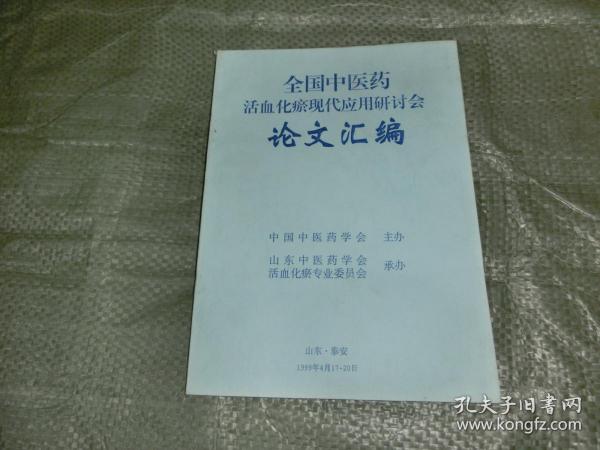 全国中医药
活血化瘀现代应用研讨会
论文汇编
中国中医药学会 主办
山东中医药学会
活血化瘀专业委员会
承办
山东·泰安
1999年4月17-20日
孔夫子旧书网
www.kongfz.com